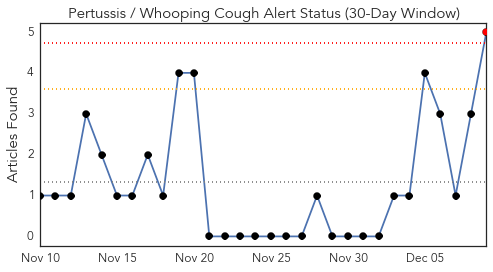 Pertussis / Whooping Cough Alert Status (30-Day Window)
Articles Found
5
4
3
2
1
0
Nov 10 Nov 15 Nov 20 Nov 25 Nov 30 Dec 05